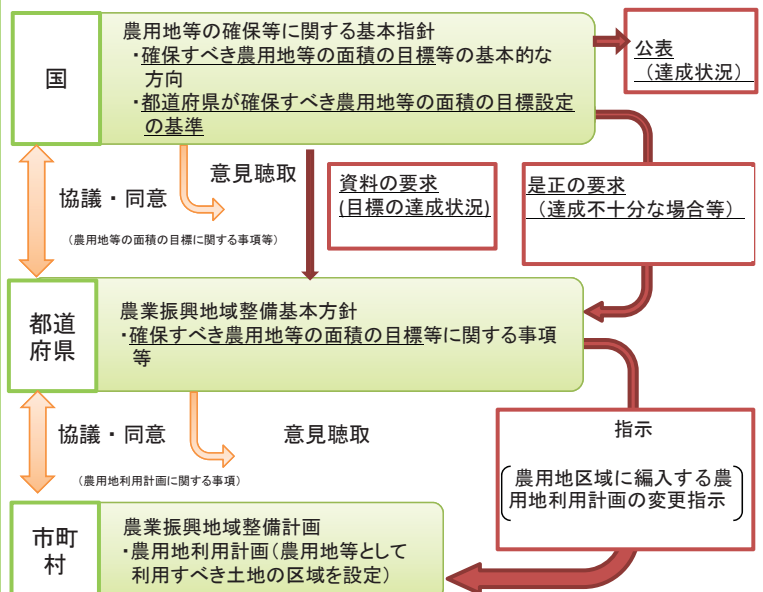 国
農用地等の確保等に関する基本指針
・確保すべき農用地等の面積の目標等の基本的な
方向
・都道府県が確保すべき農用地等の面積の目標設定
の基準
公表
（達成状況）
協議・同意
意見聴取
（農用地等の面積の目標に関する事項等）
資料の要求
(目標の達成状況)
是正の要求
（達成不十分な場合等）
都道
府県
農業振興地域整備基本方針
・確保すべき農用地等の面積の目標等に関する事項
等
協議・同意
意見聴取
（農用地利用計画に関する事項）
指示
農用地区域に編入する農
用地利用計画の変更指示
市町
村
農業振興地域整備計画
・農用地利用計画（農用地等として
利用すべき土地の区域を設定）